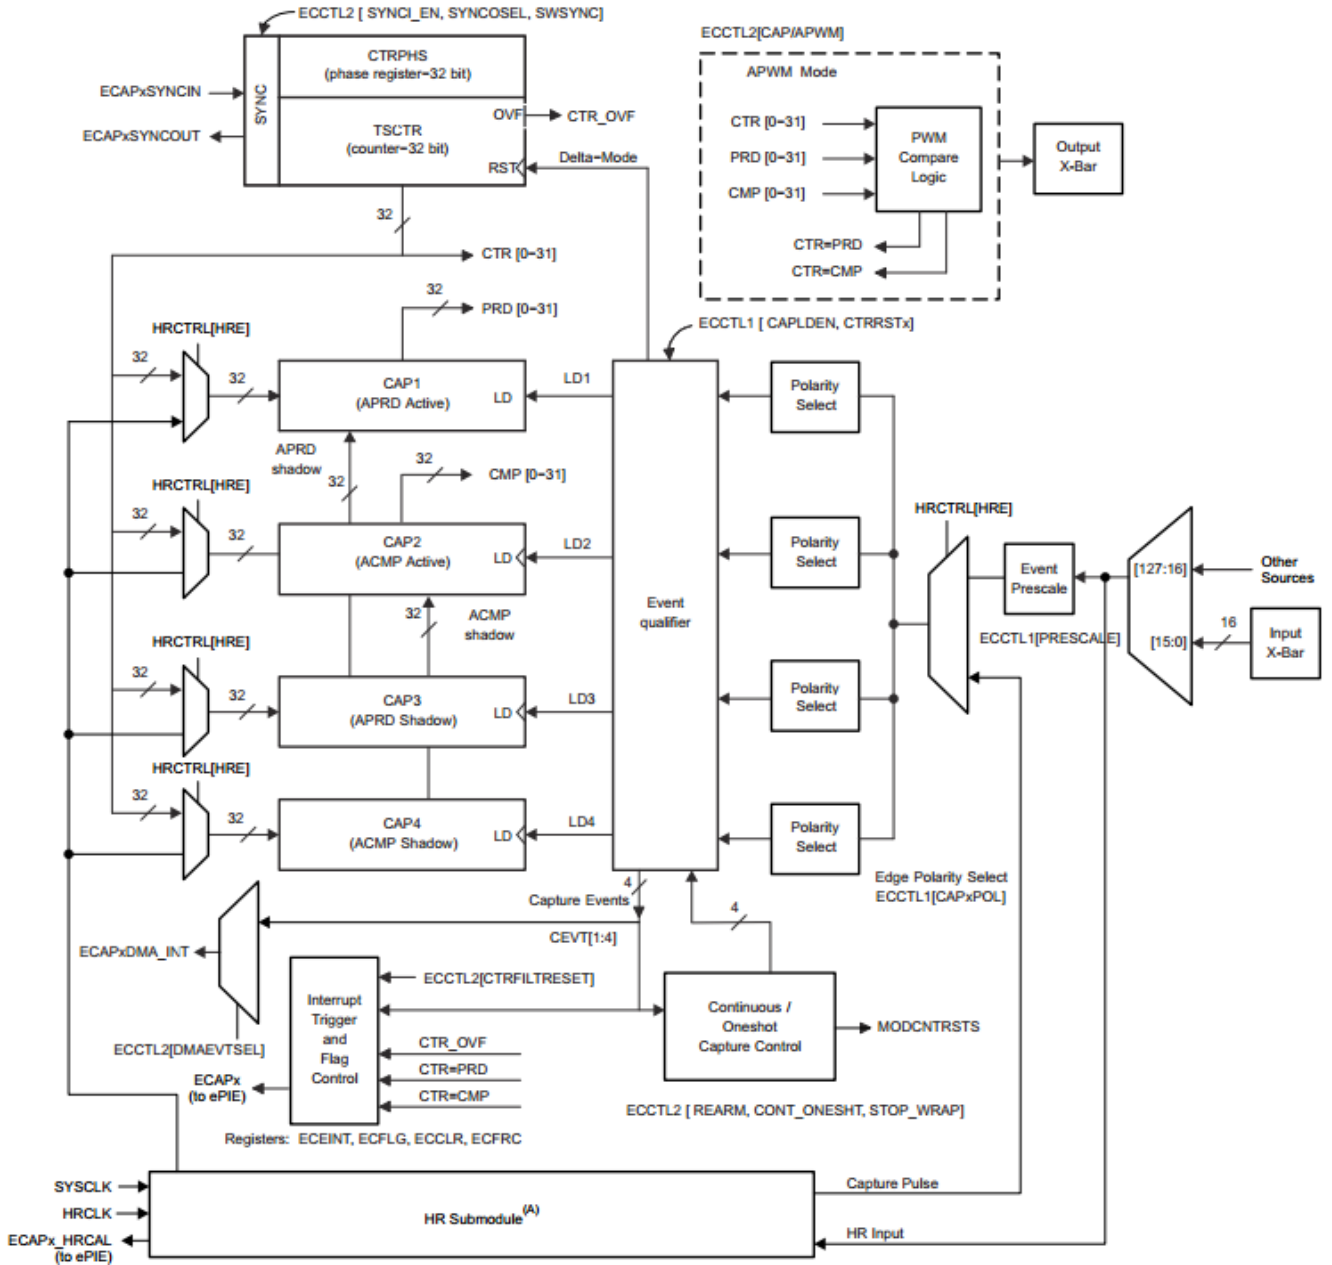 ECCTL2 [ SYNCI_EN, SYNCOSEL, SWSYNC]
SYNC
CTRPHS
(phase register−32 bit)
ECAPxSYNCIN
ECAPxSYNCOUT
TSCTR
(counter−32 bit)
OVF
CTR_OVF
RST
Delta−Mode
32
CTR [0−31]
32
PRD [0−31]
ECCTL2[CAP/APWM]
APWM Mode
CTR [0−31]
PRD [0−31]
CMP [0−31]
PWM
Compare
Logic
CTR=PRD
CTR=CMP
Output
X-Bar
ECCTL1 [ CAPLDEN, CTRRSTx]
HRCTRL[HRE]
32
32
CAP1
(APRD Active)
LD
LD1
Polarity
Select
APRD
shadow
32
32
CMP [0−31]
HRCTRL[HRE]
32
32
CAP2
(ACMP Active)
LD
LD2
Polarity
Select
32
ACMP
shadow
Event
qualifier
HRCTRL[HRE]
Event
Prescale
ECCTL1[PRESCALE]
[127:16]
[15:0]
Other
Sources
16
Input
X-Bar
HRCTRL[HRE]
32
32
CAP3
(APRD Shadow)
LD
LD3
Polarity
Select
HRCTRL[HRE]
32
32
CAP4
(ACMP Shadow)
LD
LD4
Polarity
Select
Edge Polarity Select
ECCTL1[CAPxPOL]
4
Capture Events
CEVT[1:4]
4
ECAPxDMA_INT
ECCTL2[DMAEVTSEL]
Interrupt
Trigger
and
Flag
Control
ECCTL2[CTRFILTRESET]
CTR_OVF
CTR=PRD
CTR=CMP
ECAPx
(to ePIE)
Continuous /
Oneshot
Capture Control
MODCNTRSTS
ECCTL2 [ REARM, CONT_ONESHT, STOP_WRAP]
Registers: ECEINT, ECFLG, ECCLR, ECFRC
SYSCLK
HRCLK
ECAPx_HRCAL
(to ePIE)
HR Submodule(A)
Capture Pulse
HR Input